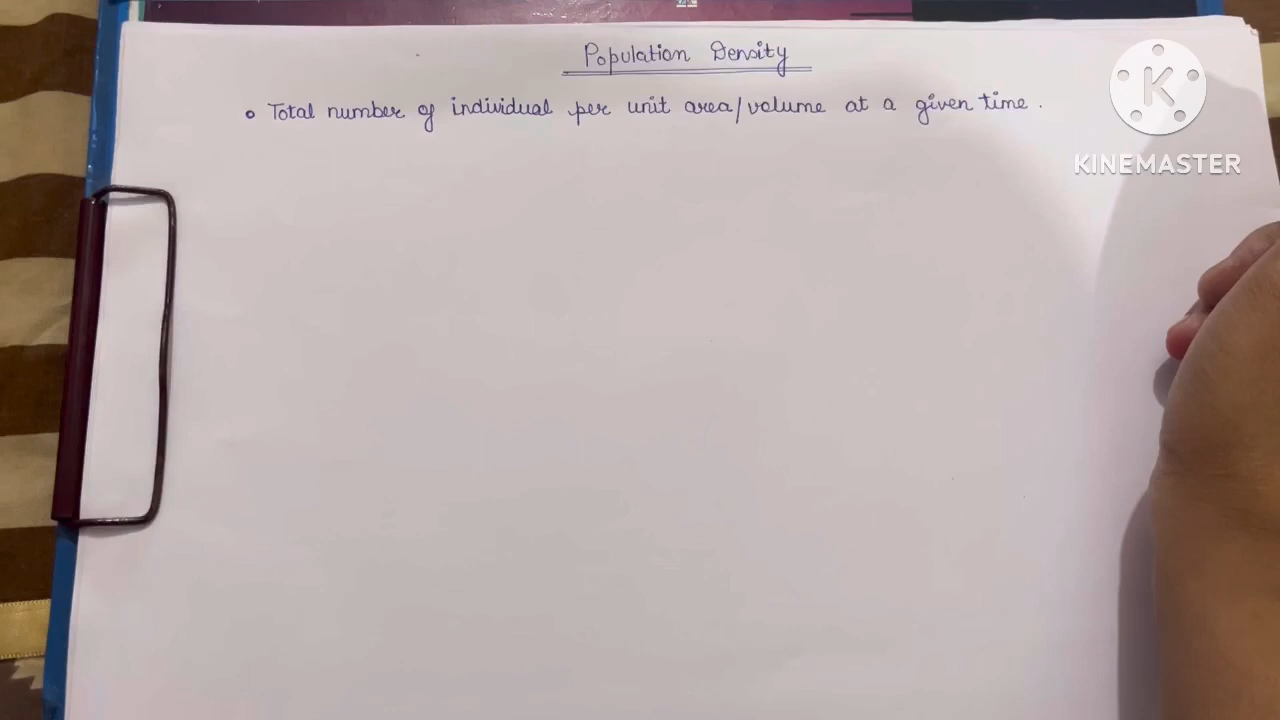 Population Density
Total number of individual per unit area/volume at a given time.
K
KINEMASTER